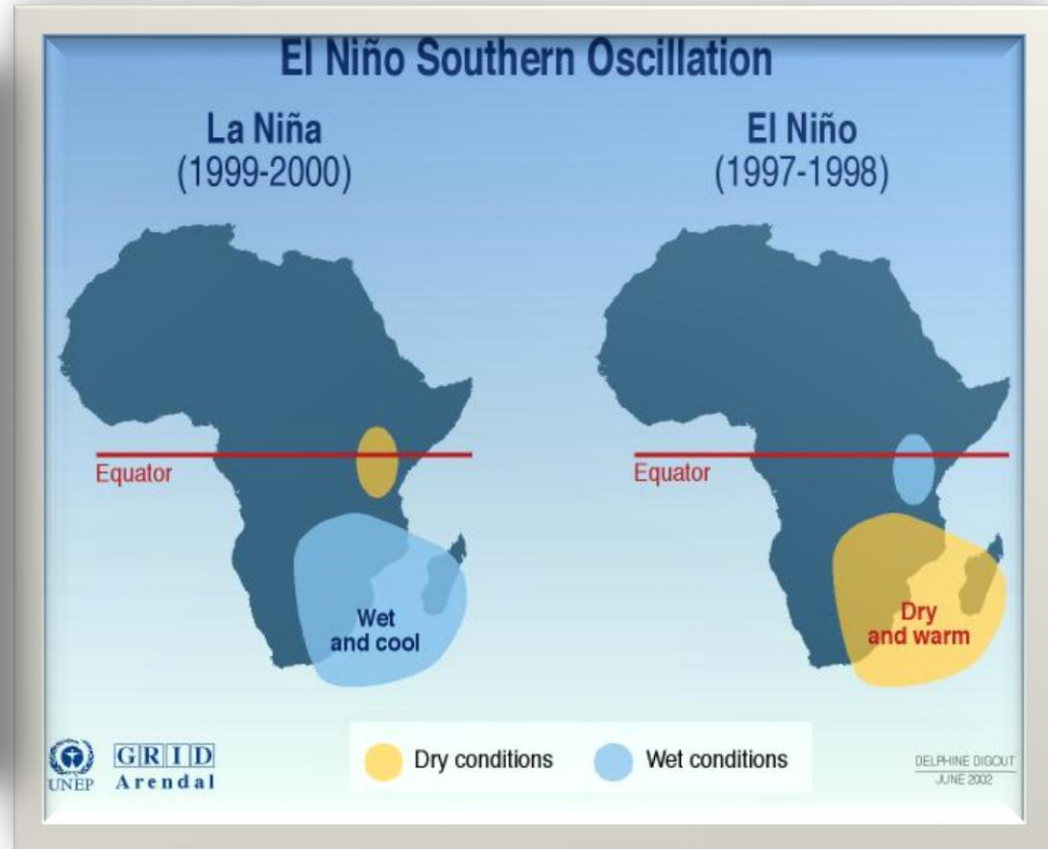 El Niño Southern Oscillation
La Niña
(1999-2000)
El Niño
(1997-1998)
Equator
Equator
Wet
and cool
Dry
and warm
Dry conditions
Wet conditions
UNEP
GRID
Arendal
DELPHINE DIGOUT
JUNE 2002